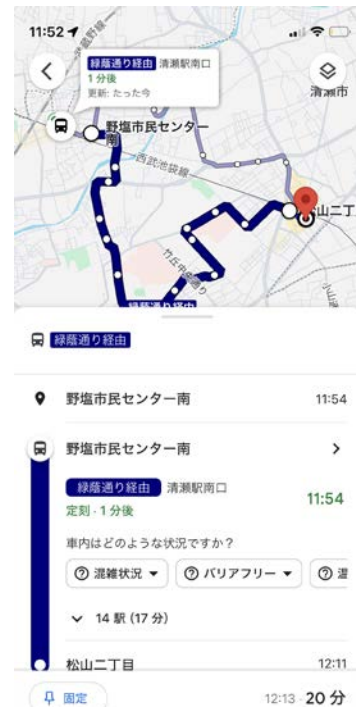 11:52
緑蔭通り経由 清瀬駅南口
1 分後
更新: たった今
清瀬市
野塩市民センター
南
西武池袋線
山二丁
竹丘中央通り
緑蔭通り経由
緑蔭通り経由
野塩市民センター南 11:54
野塩市民センター南
緑蔭通り経由 清瀬駅南口 11:54
定刻 · 1 分後
車内はどのような状況ですか？
混雑状況 バリアフリー
14 駅 (17 分)
松山二丁目 12:11
固定 12:13 · 20 分